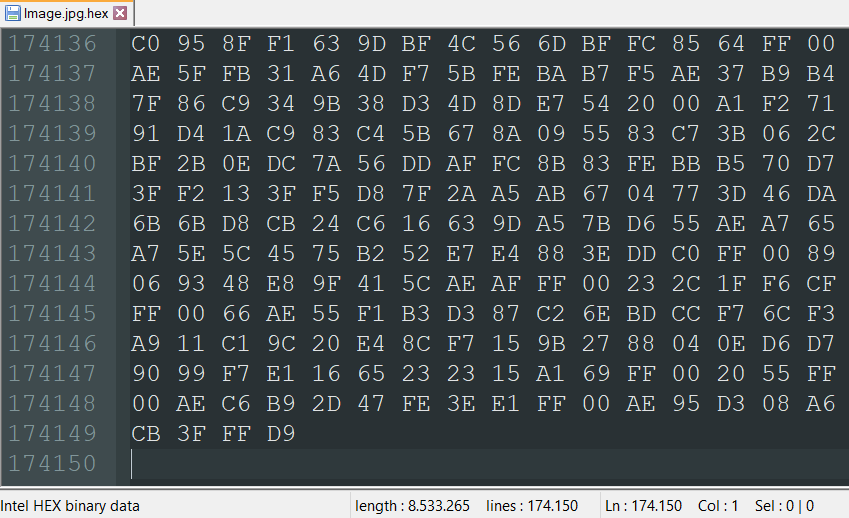 Image.jpg.hex
174136 C0 95 8F F1 63 9D BF 4C 56 6D BF FC 85 64 FF 00
174137 AE 5F FB 31 A6 4D F7 5B FE BA B7 F5 AE 37 B9 B4
174138 7F 86 C9 34 9B 38 D3 4D 8D E7 54 20 00 A1 F2 71
174139 91 D4 1A C9 83 C4 5B 67 8A 09 55 83 C7 3B 06 2C
174140 BF 2B 0E DC 7A 56 DD AF FC 8B 83 FE BB B5 70 D7
174141 3F F2 13 3F F5 D8 7F 2A A5 AB 67 04 77 3D 46 DA
174142 6B 6B D8 CB 24 C6 16 63 9D A5 7B D6 55 AE A7 65
174143 A7 5E 5C 45 75 B2 52 E7 E4 88 3E DD C0 FF 00 89
174144 06 93 48 E8 9F 41 5C AE AF FF 00 23 2C 1F F6 CF
174145 FF 00 66 AE 55 F1 B3 D3 87 C2 6E BD CC F7 6C F3
174146 A9 11 C1 9C 20 E4 8C F7 15 9B 27 88 04 0E D6 D7
174147 90 99 F7 E1 16 65 23 23 15 A1 69 FF 00 20 55 FF
174148 00 AE C6 B9 2D 47 FE 3E E1 FF 00 AE 95 D3 08 A6
174149 CB 3F FF D9
174150
Intel HEX binary data length : 8.533.265 lines : 174.150 Ln : 174.150 Col : 1 Sel : 0 | 0